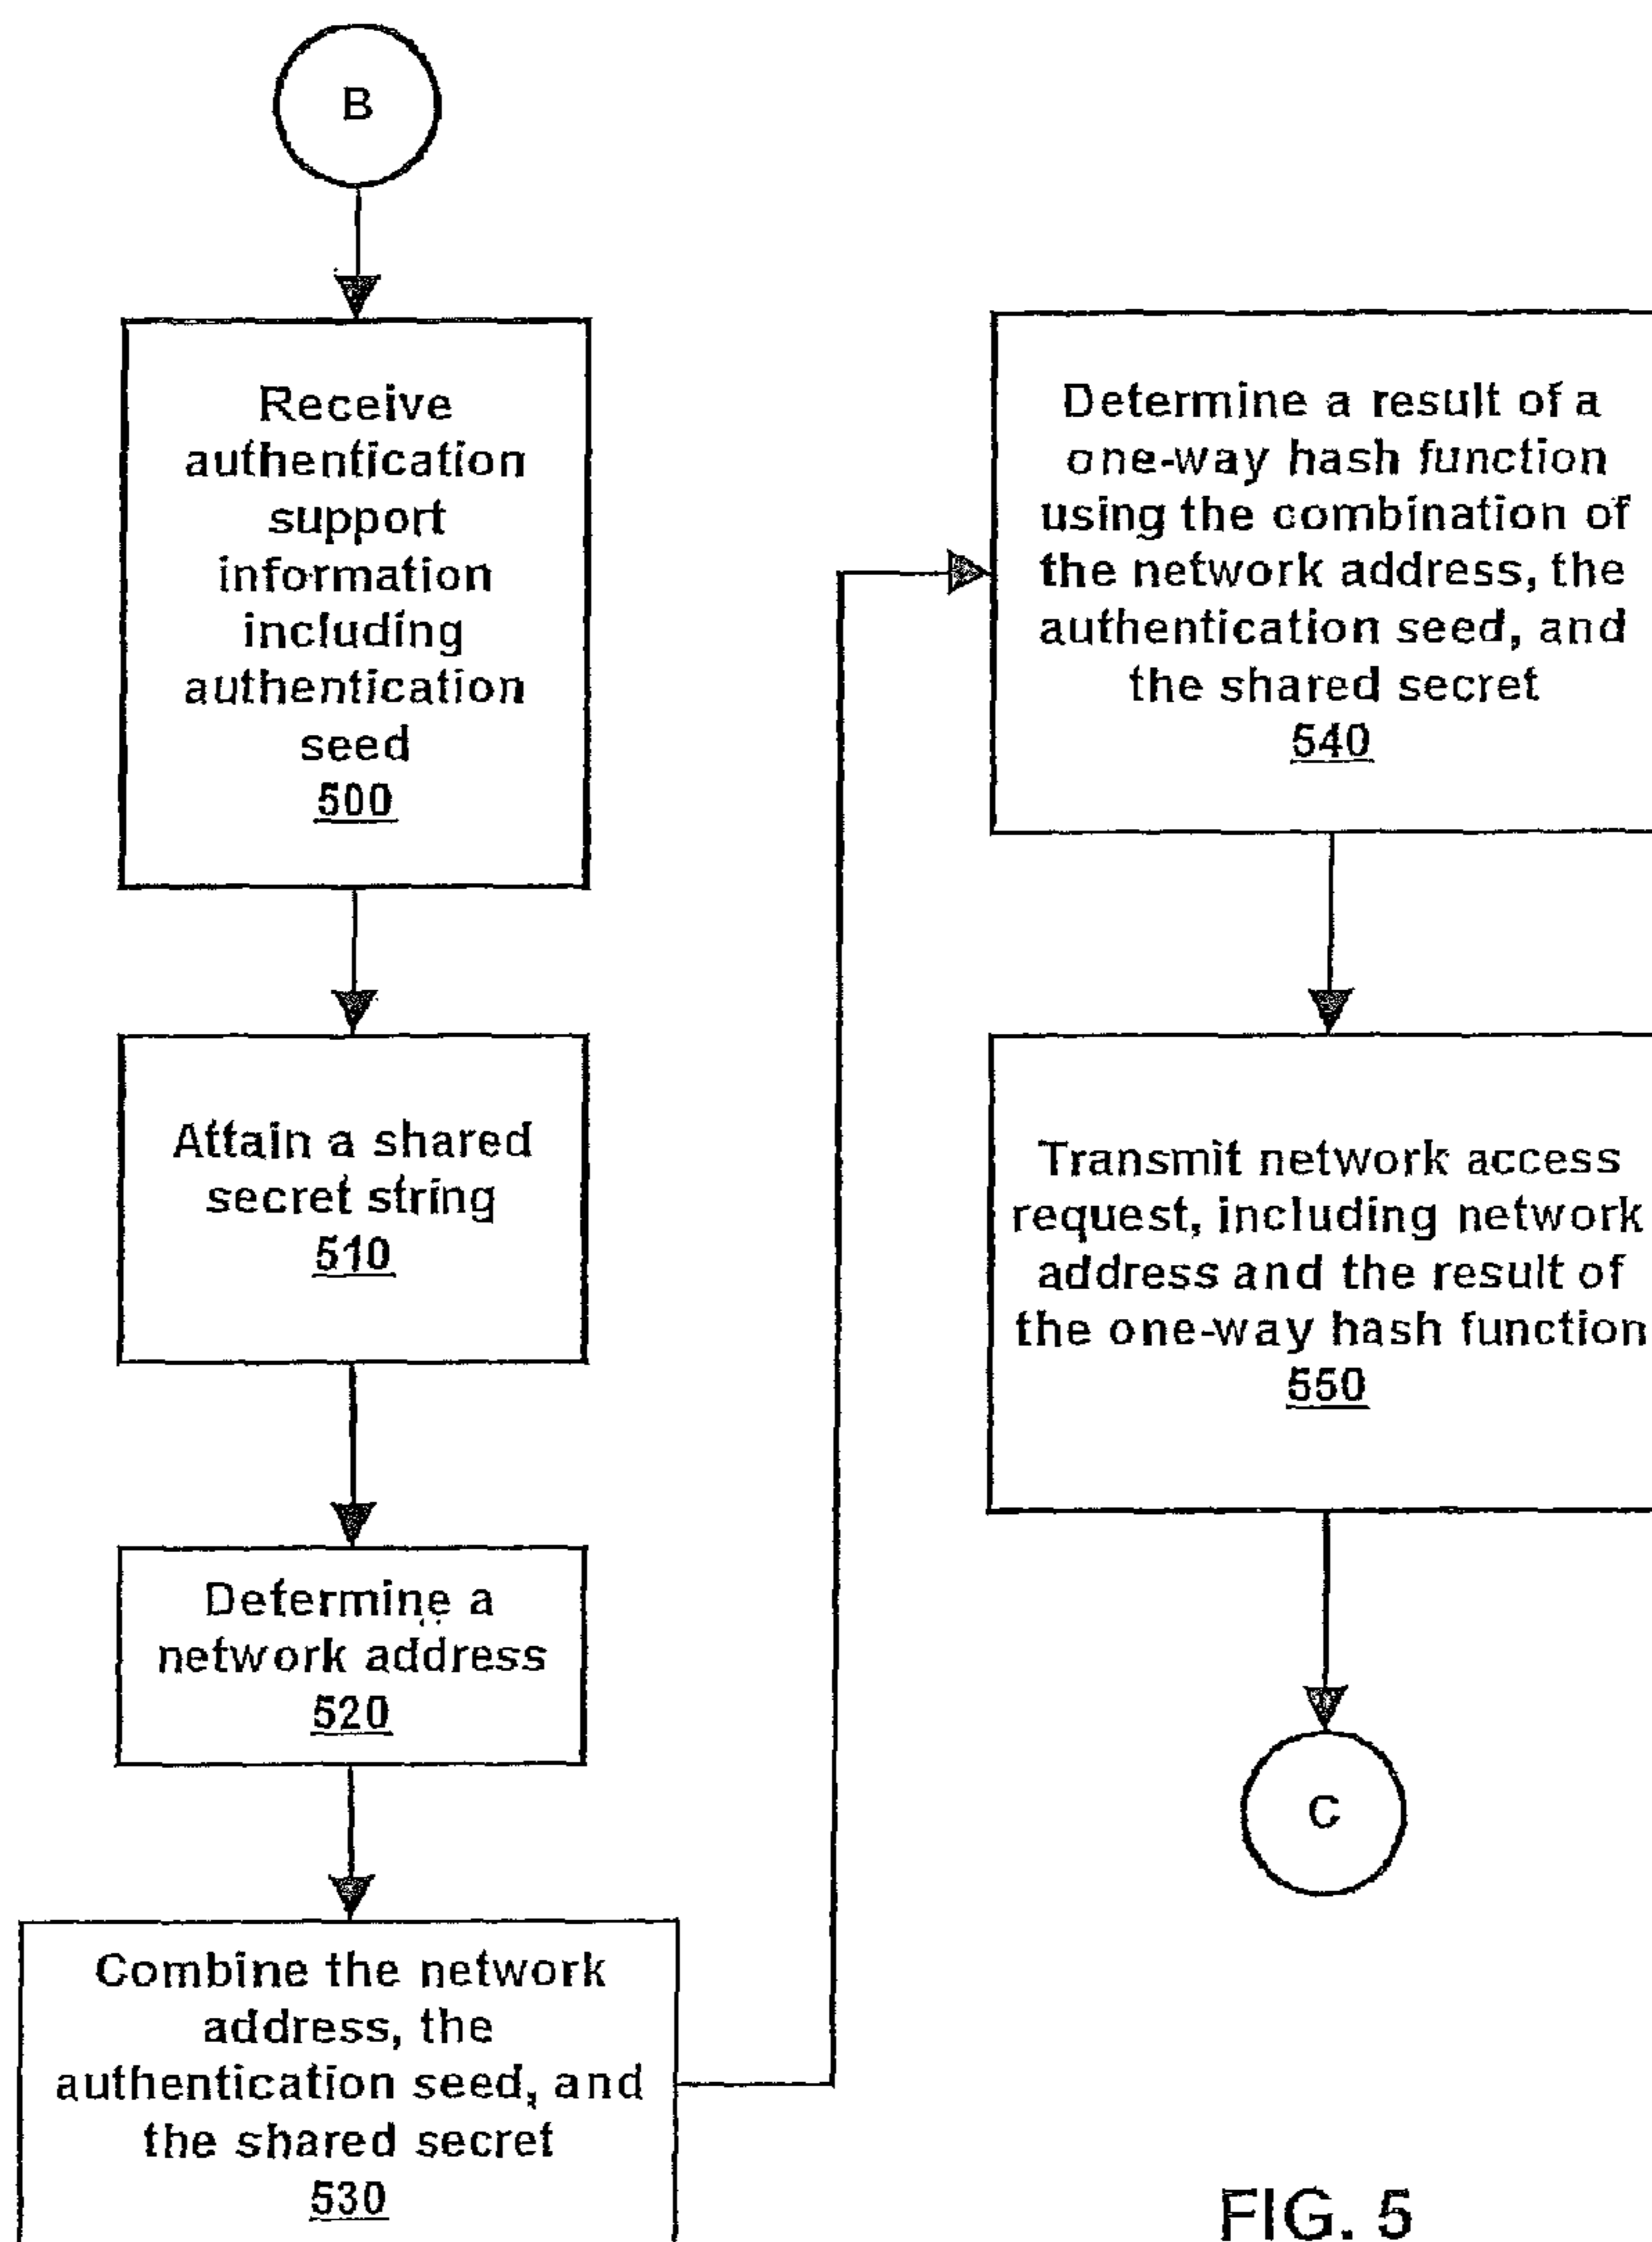 B
Receive
authentication
support
information
including
authentication
seed
500
Attain a shared
secret string
510
Determine a
network address
520
Combine the network
address, the
authentication seed, and
the shared secret
530
Determine a result of a
one-way hash function
using the combination of
the network address, the
authentication seed, and
the shared secret
540
Transmit network access
request, including network
address and the result of
the one-way hash function
550
C
FIG. 5